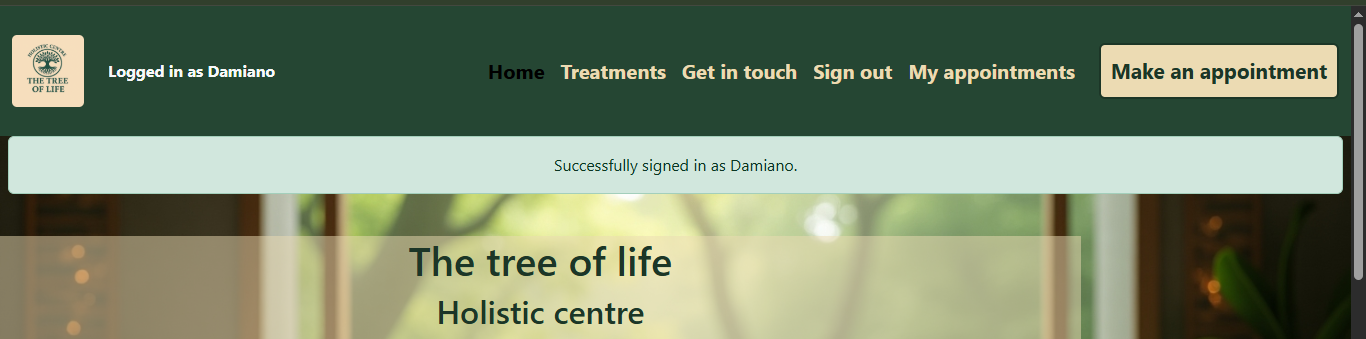 HOLISTIC CENTRE
THE TREE
OF LIFE
Logged in as Damiano
Home Treatments Get in touch Sign out My appointments Make an appointment
Successfully signed in as Damiano.
The tree of life
Holistic centre